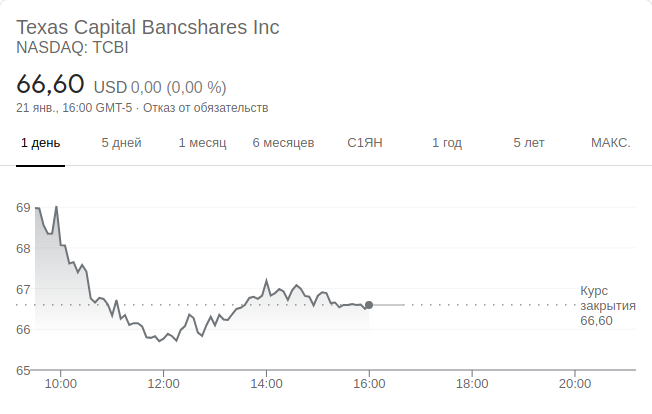 Texas Capital Bancshares Inc
NASDAQ: TCBI
66,60 USD 0,00 (0,00 %)
21 янв., 16:00 GMT-5 · Отказ от обязательств
1 день 5 дней 1 месяц 6 месяцев С1ЯН 1 год 5 лет МАКС.
69
68
67
66
65
Курс
закрытия
66,60
10:00 12:00 14:00 16:00 18:00 20:00